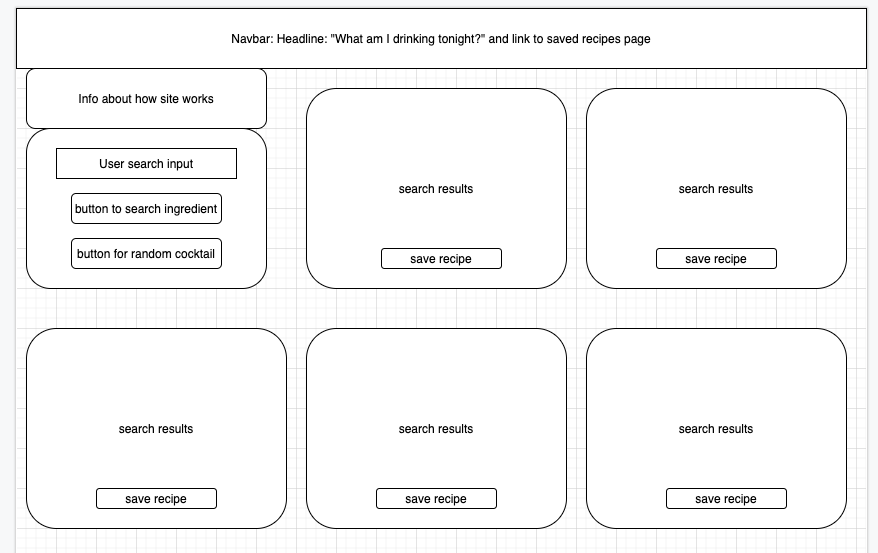 Navbar: Headline: "What am I drinking tonight?" and link to saved recipes page
Info about how site works
User search input
button to search ingredient
button for random cocktail
search results
save recipe
search results
save recipe
search results
save recipe
search results
save recipe
search results
save recipe